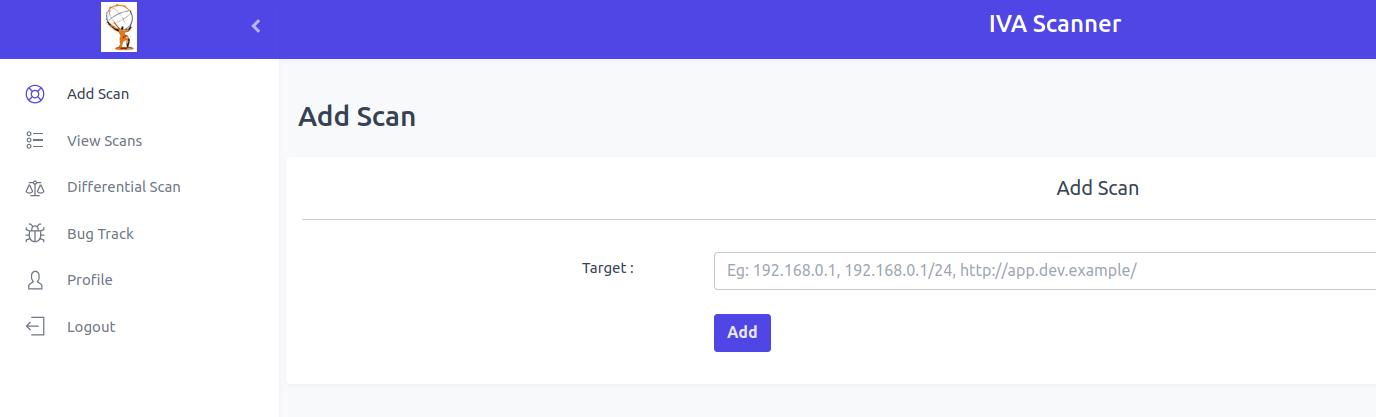 IVA Scanner
Add Scan
View Scans
Differential Scan
Bug Track
Profile
Logout
Add Scan
Add Scan
Target :
Eg: 192.168.0.1, 192.168.0.1/24, http://app.dev.example/
Add